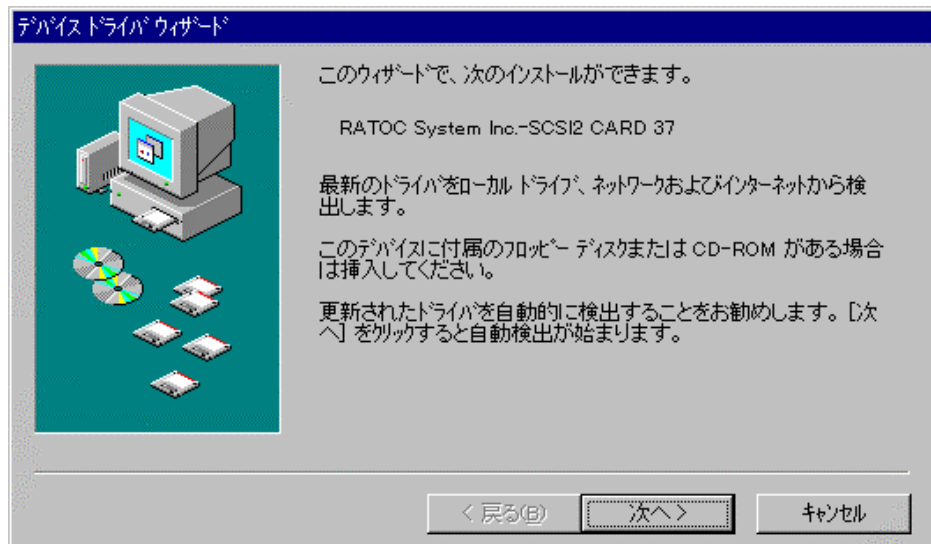 ﾃﾞﾊﾞｲｽ ﾄﾞﾗｲﾊﾞ ｳｨｻﾞｰﾄﾞ
このｳｨｻﾞｰﾄﾞで、次のｲﾝｽﾄｰﾙができます。
RATOC System Inc.-SCSI2 CARD 37
最新のﾄﾞﾗｲﾊﾞをﾛｰｶﾙ ﾄﾞﾗｲﾌﾞ、ﾈｯﾄﾜｰｸおよびｲﾝﾀｰﾈｯﾄから検
出します。
このﾃﾞﾊﾞｲｽに付属のﾌﾛｯﾋﾟｰ ﾃﾞｨｽｸまたは CD-ROM がある場合
は挿入してください。
更新されたﾄﾞﾗｲﾊﾞを自動的に検出することをお勧めします。[次
へ] をｸﾘｯｸすると自動検出が始まります。
< 戻る(B)
次へ >
ｷｬﾝｾﾙ